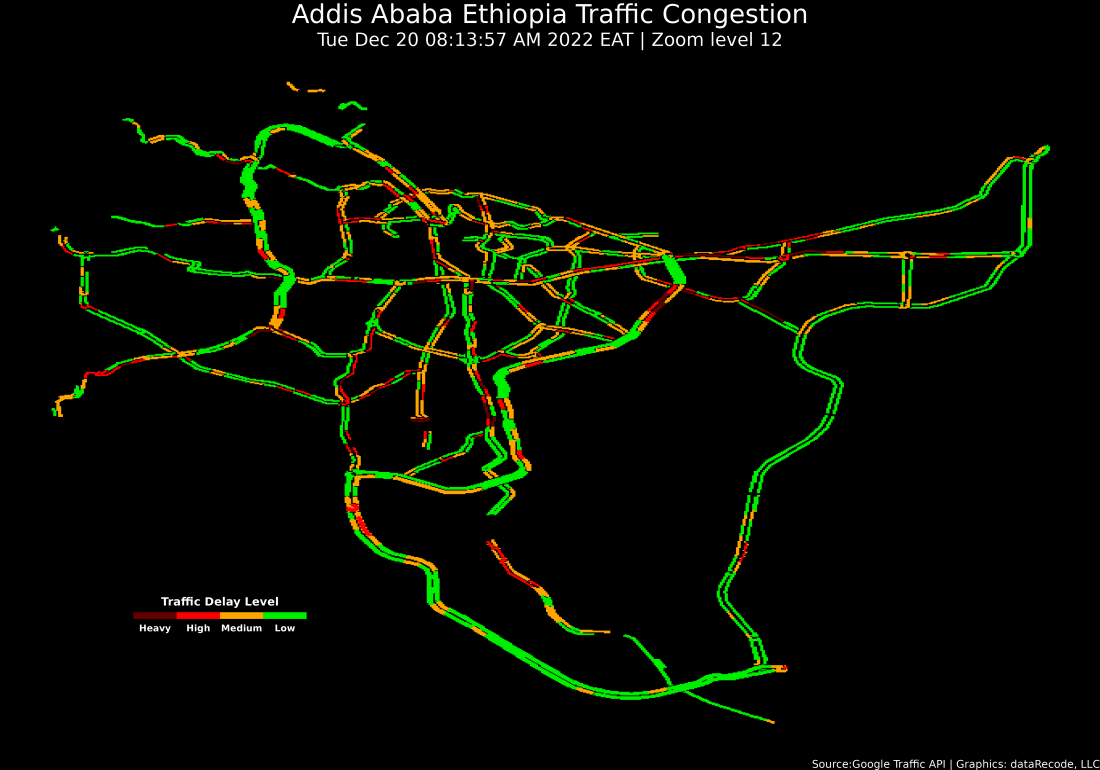 Addis Ababa Ethiopia Traffic Congestion
Tue Dec 20 08:13:57 AM 2022 EAT | Zoom level 12
Traffic Delay Level
Heavy High Medium Low
Source:Google Traffic API | Graphics: dataRecode, LLC